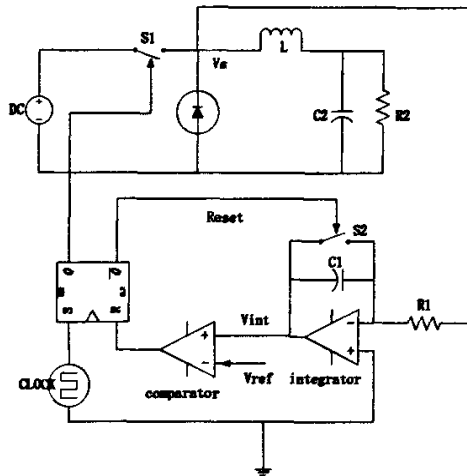 S1
Vs
L
DC
C2
R2
Reset
S2
C1
Q Q
R1
Vint
Vref
integrator
comparator
CLOCK